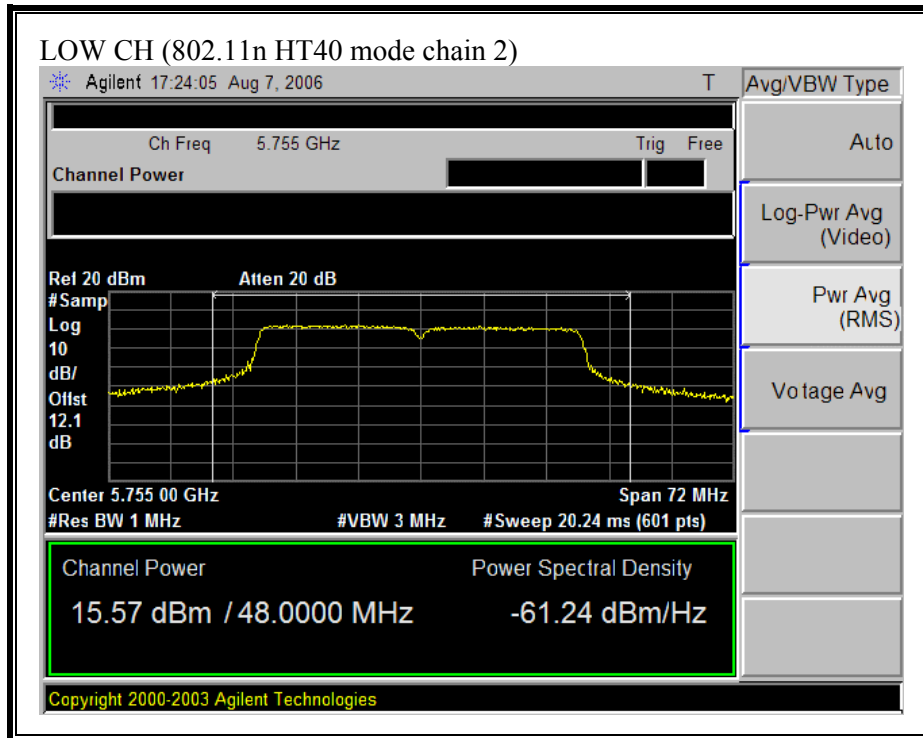 LOW CH (802.11n HT40 mode chain 2)
Agilent 17:24:05 Aug 7, 2006 T
Avg/VBW Type
Ch Freq 5.755 GHz Trig Free
Channel Power
Auto
Log-Pwr Avg
(Video)
Pwr Avg
(RMS)
Votage Avg
Ref 20 dBm Atten 20 dB
#Samp
Log
10
dB/
Offst
12.1
dB
Center 5.755 00 GHz Span 72 MHz
#Res BW 1 MHz #VBW 3 MHz #Sweep 20.24 ms (601 pts)
Channel Power Power Spectral Density
15.57 dBm / 48.0000 MHz -61.24 dBm/Hz
Copyright 2000-2003 Agilent Technologies